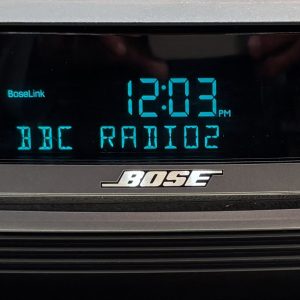 BoseLink
12:03 PM
BBC RADIO2
BOSE